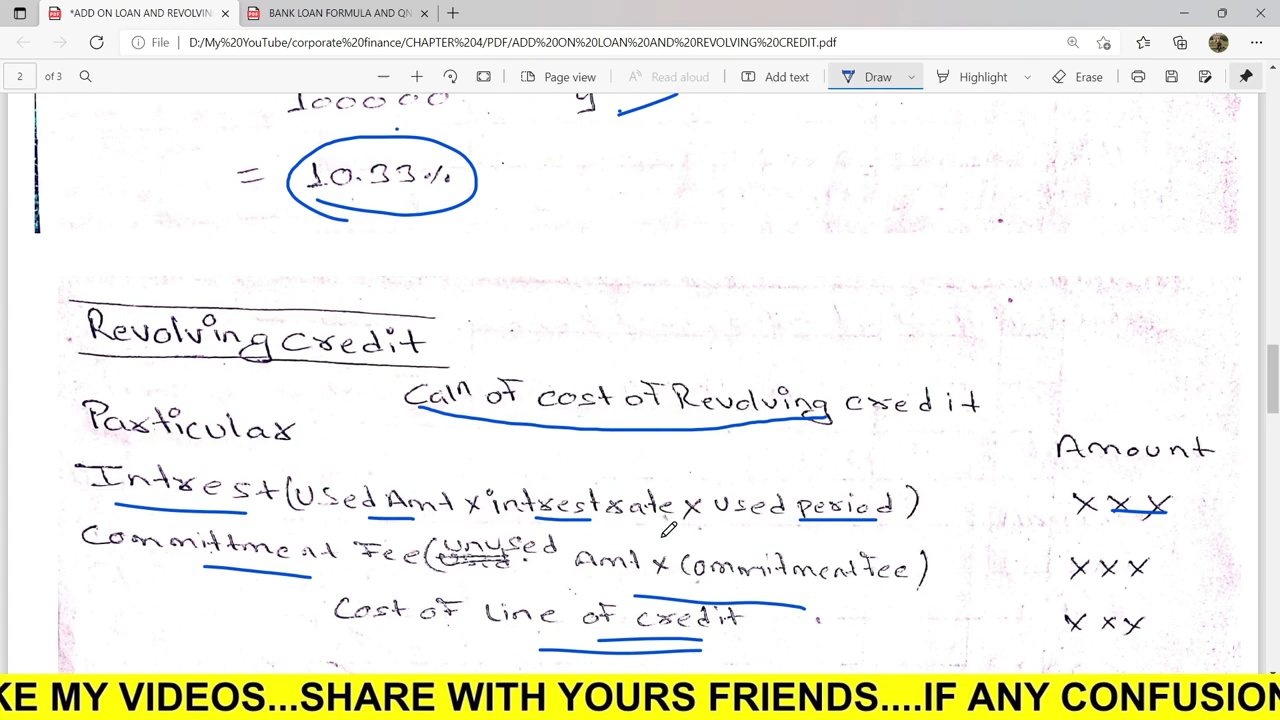 *ADD ON LOAN AND REVOLVIN
BANK LOAN FORMULA AND QN
File
D:/My%20YouTube/corporate%20finance/CHAPTER%204/PDF/ADD%20ON%20LOAN%20AND%20REVOLVING%20CREDIT.pdf
2 of 3
Page view
Read aloud
Add text
Draw
Highlight
Erase
100000 y
= 10.33%
Revolving credit
Caln of cost of Revolving credit
Particular
Amount
Intrest (used Amt x intrest rate x used period) x x x
Committment Fee (unused Amt x Commitment Fee) x x x
Cost of line of credit x x x
KE MY VIDEOS...SHARE WITH YOURS FRIENDS....IF ANY CONFUSION